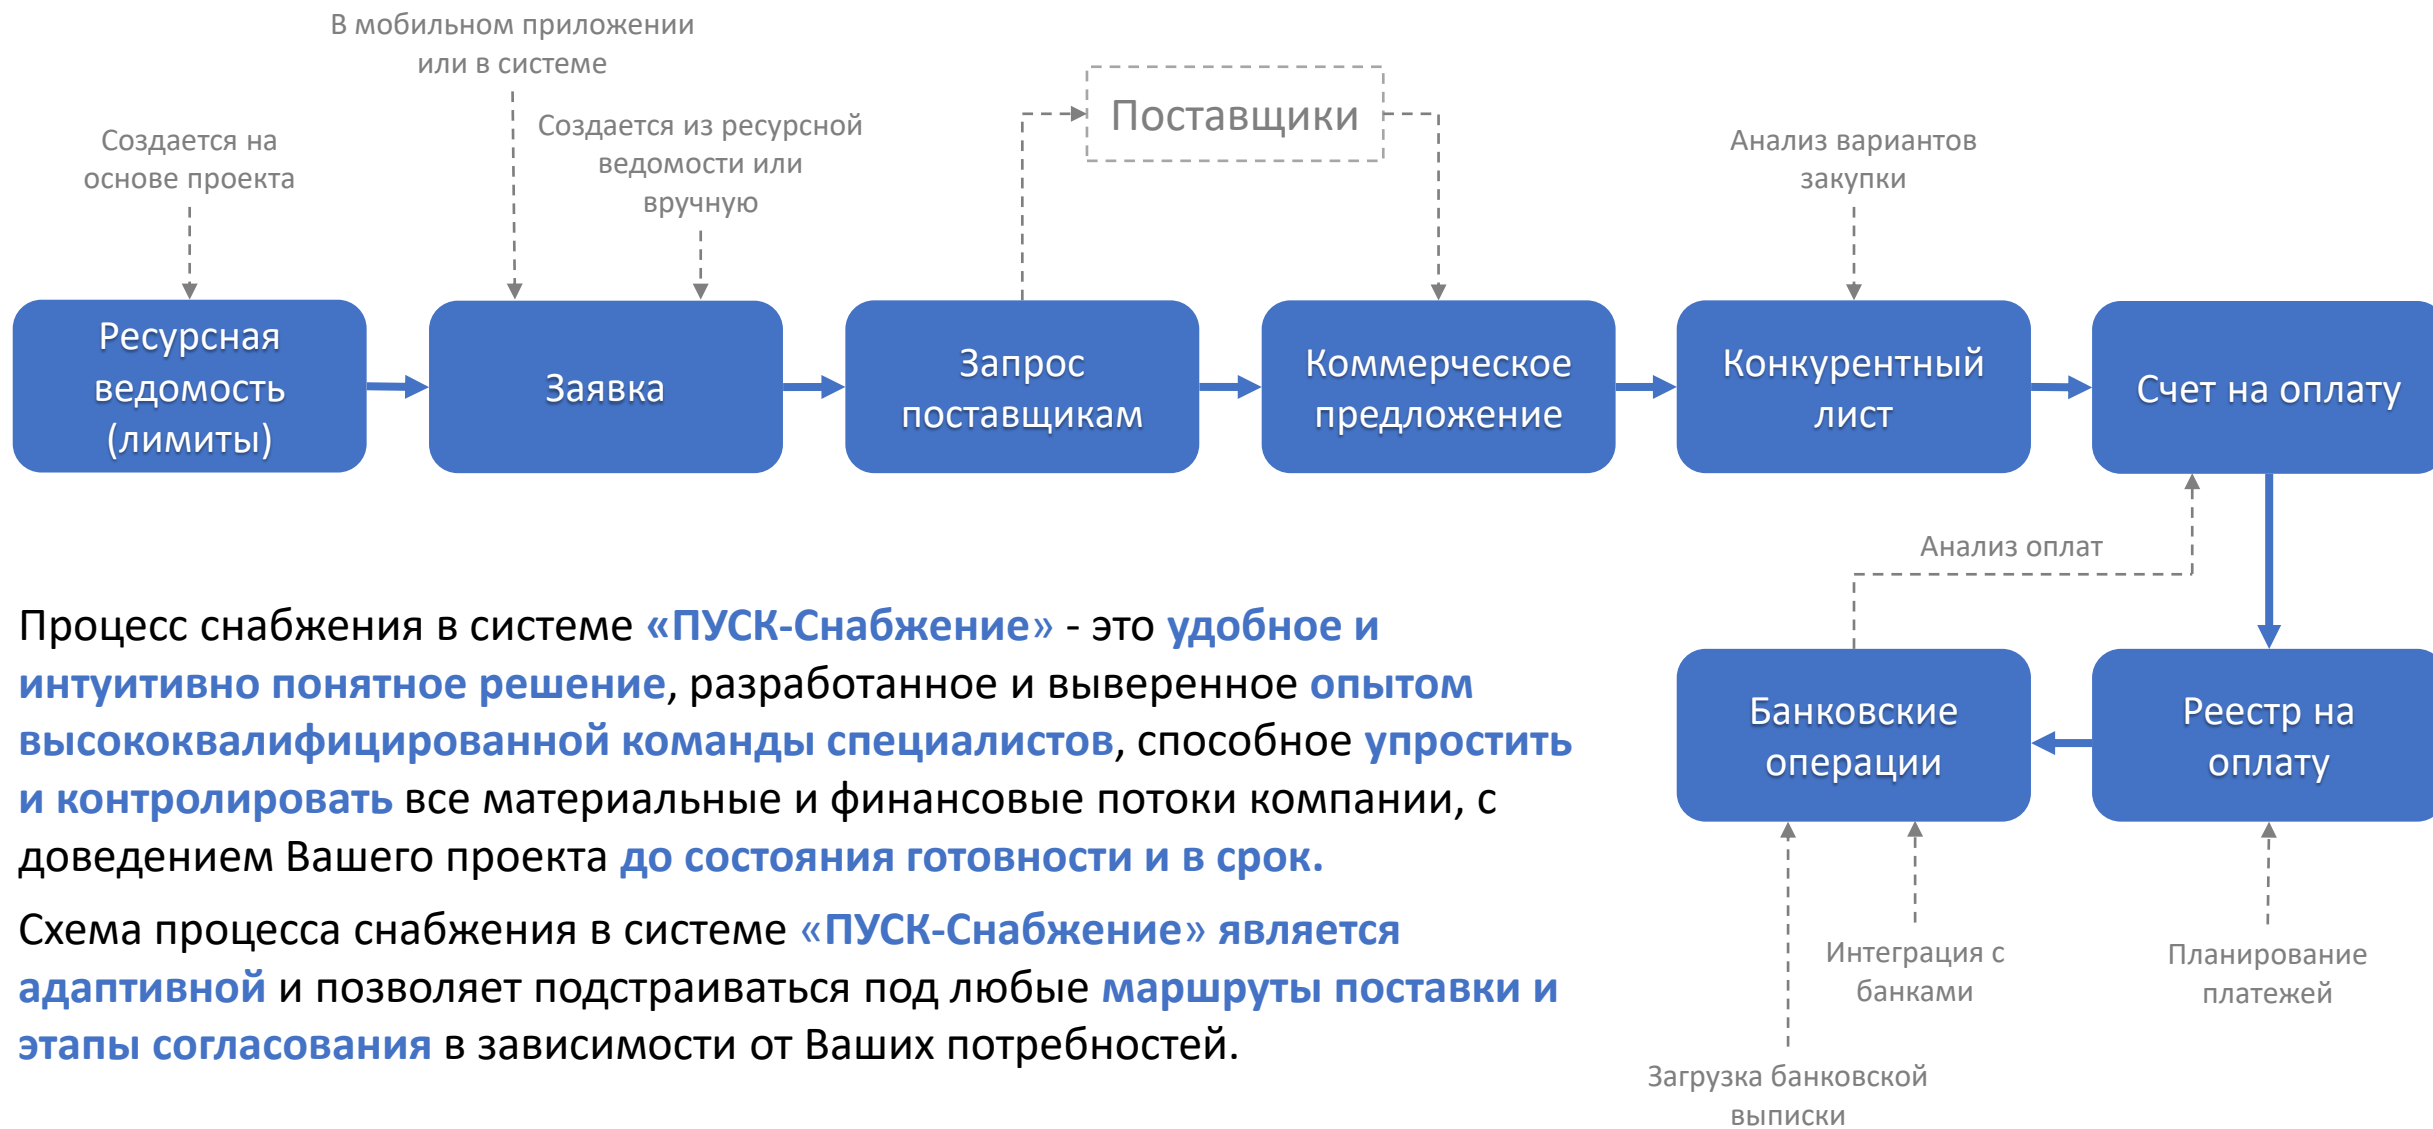 В мобильном приложении
или в системе
Создается на
основе проекта
Создается из ресурсной
ведомости или
вручную
Поставщики
Анализ вариантов
закупки
Ресурсная
ведомость
(лимиты)
Заявка
Запрос
поставщикам
Коммерческое
предложение
Конкурентный
лист
Счет на оплату
Анализ оплат
Процесс снабжения в системе «ПУСК-Снабжение» - это удобное и
интуитивно понятное решение, разработанное и выверенное опытом
высококвалифицированной команды специалистов, способное упростить
и контролировать все материальные и финансовые потоки компании, с
доведением Вашего проекта до состояния готовности и в срок.
Схема процесса снабжения в системе «ПУСК-Снабжение» является
адаптивной и позволяет подстраиваться под любые маршруты поставки и
этапы согласования в зависимости от Ваших потребностей.
Банковские
операции
Реестр на
оплату
Интеграция с
банками
Планирование
платежей
Загрузка банковской
выписки